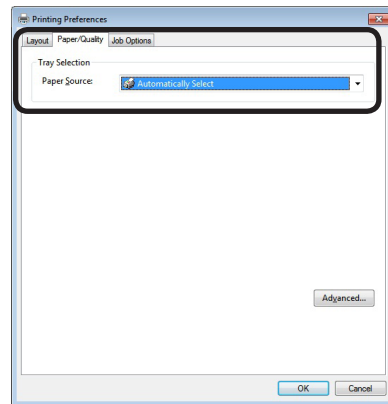 Printing Preferences
Layout Paper/Quality Job Options
Tray Selection
Paper Source: Automatically Select
Advanced...
OK Cancel